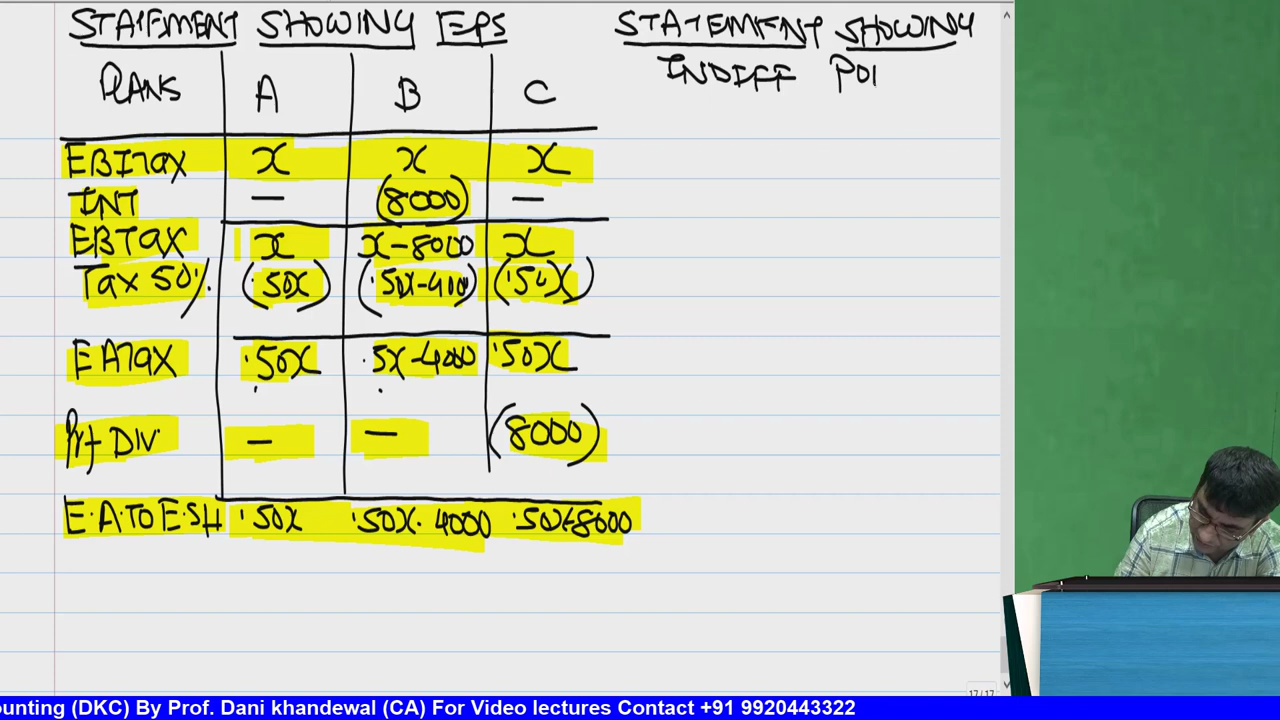 STATEMENT SHOWING EPS
PLANS A B C
EBITax x x x
INT — (8000) —
EBTax x x-8000 x
Tax 50% (.50x) (.50x-4000) (.50x)
EATax .50x .5x-4000 .50x
Prf DIV. — — (8000)
E.A.TO E.SH .50x .50x-4000 .50x-8000
STATEMENT SHOWING
INDIFF POI
17/17
ounting (DKC) By Prof. Dani khandewal (CA) For Video lectures Contact +91 9920443322